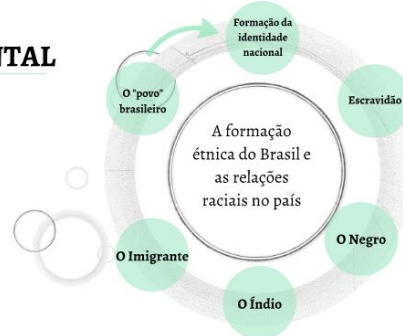 NTAL
Formação da
identidade
nacional
O "povo"
brasileiro
Escravidão
A formação
étnica do Brasil e
as relações
raciais no país
O Negro
O Imigrante
O Índio